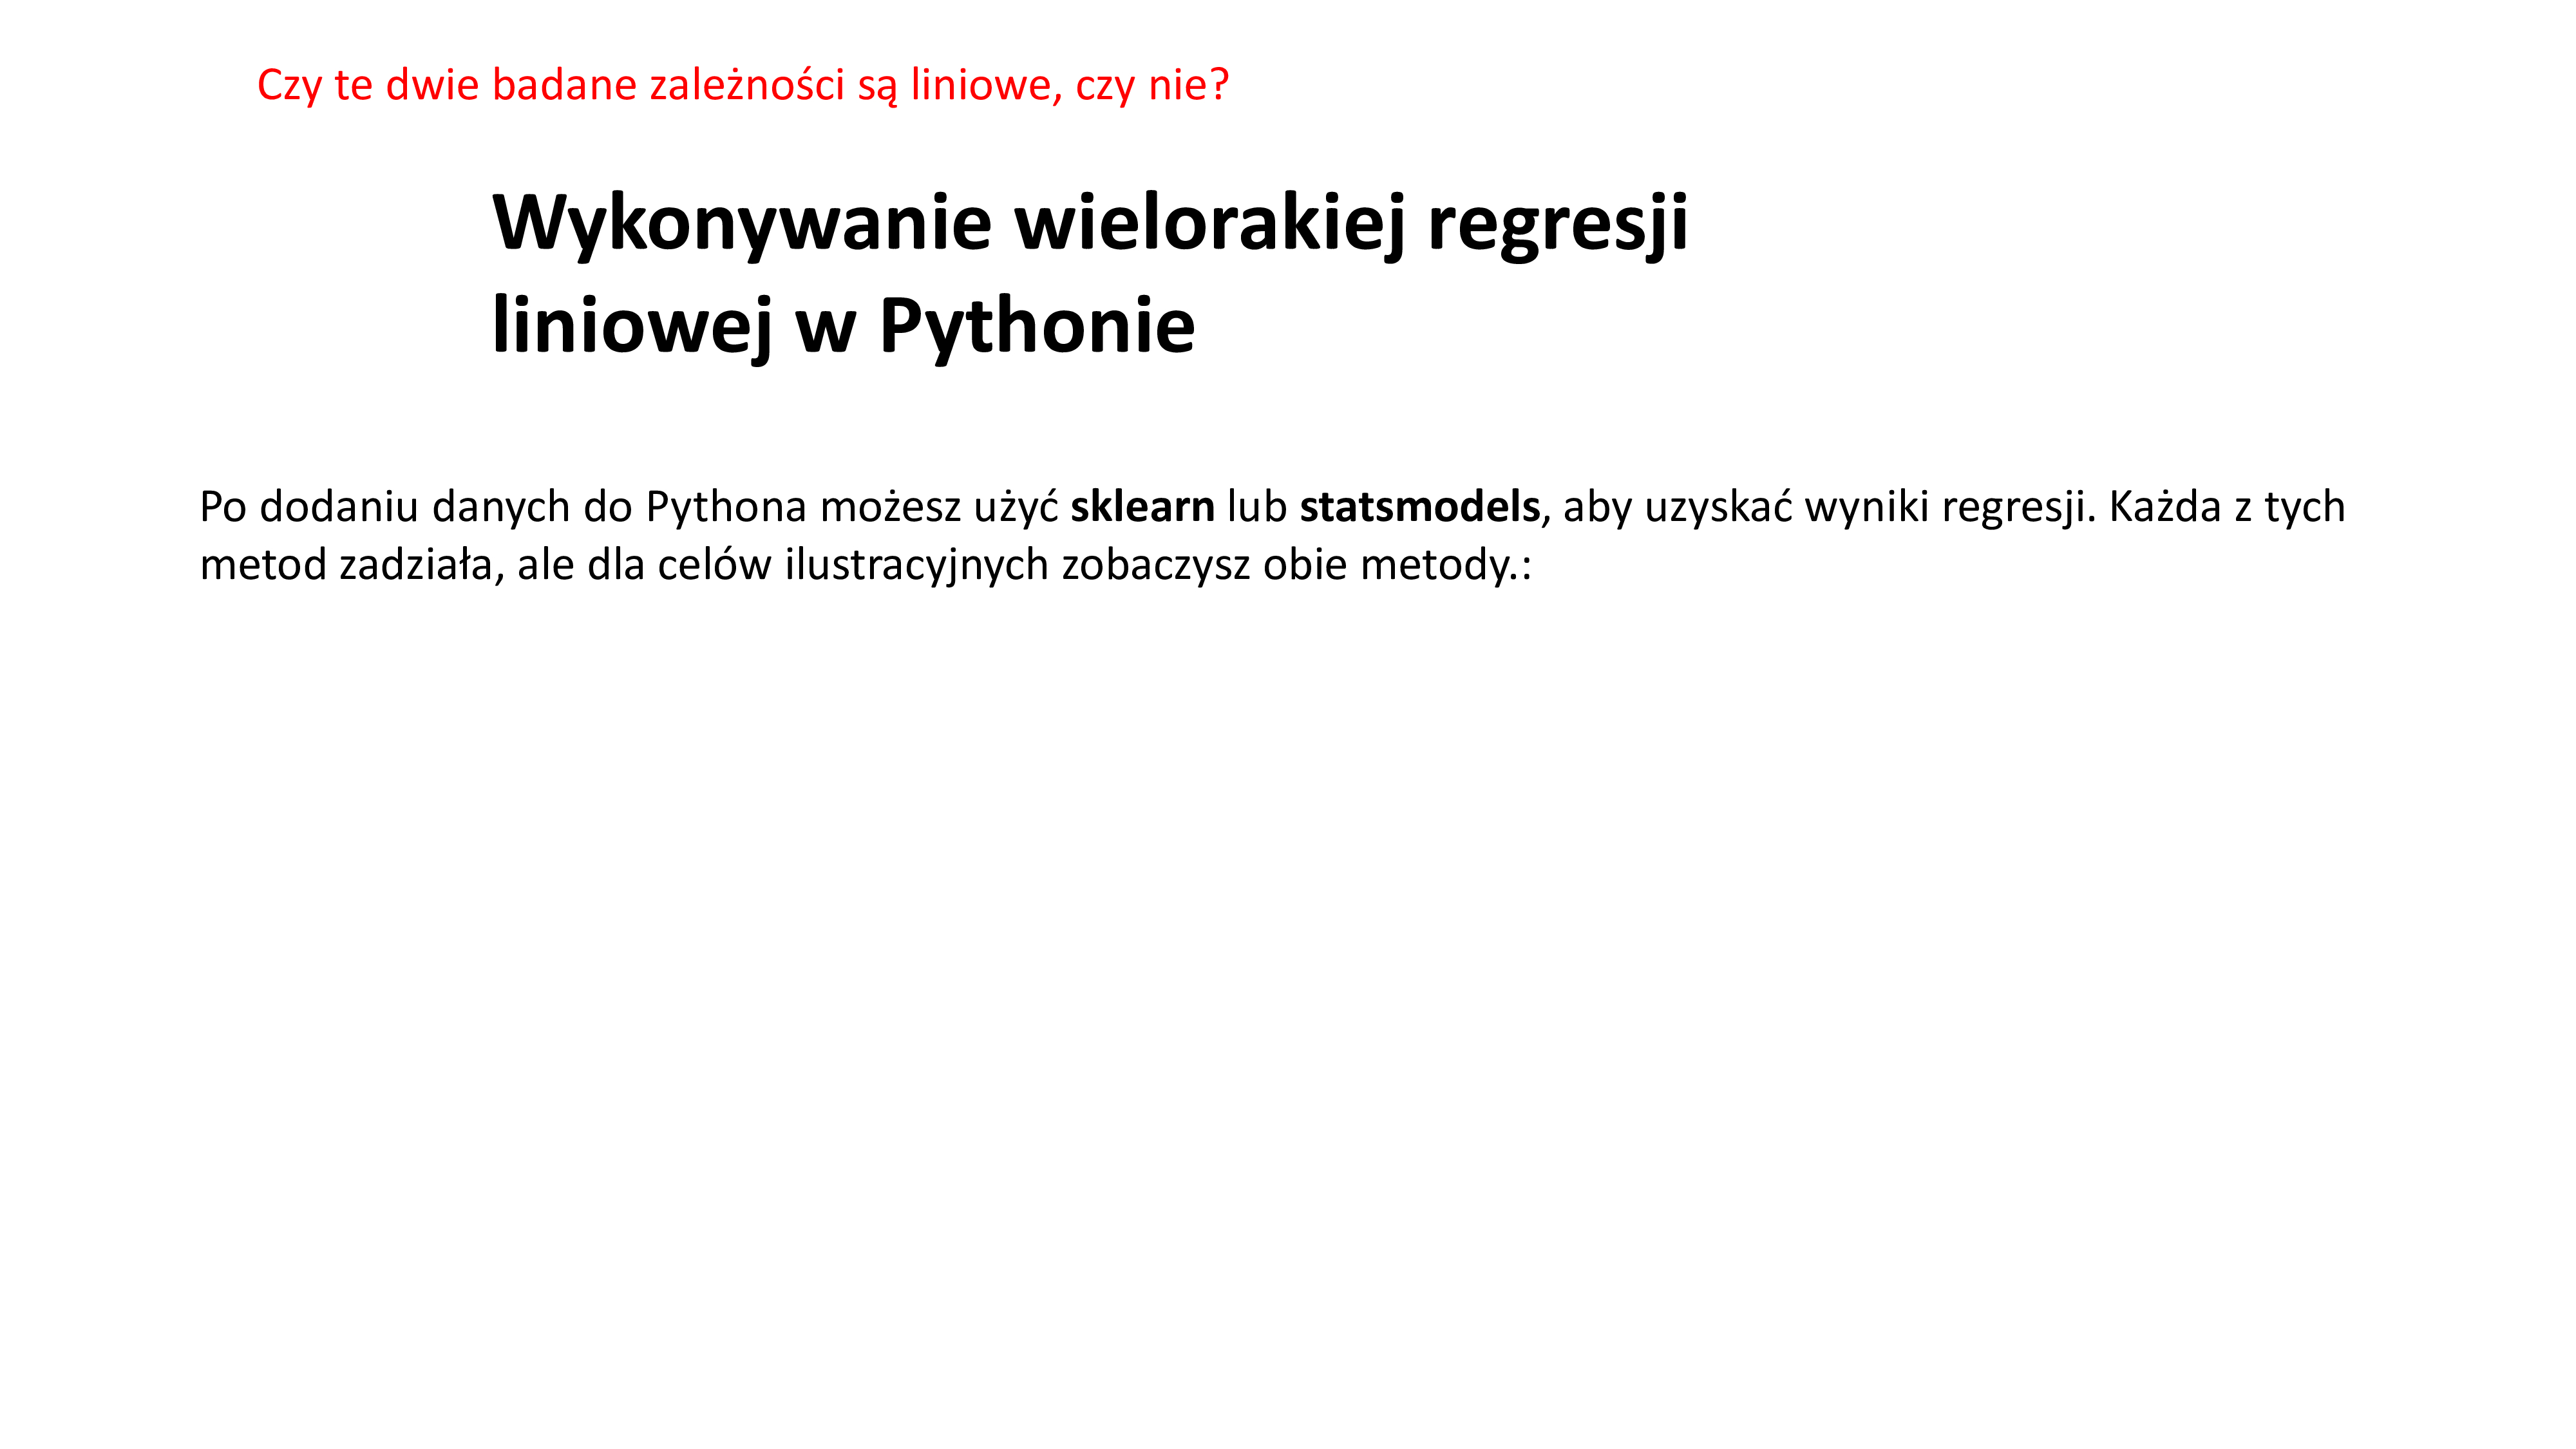 Czy te dwie badane zależności są liniowe, czy nie?
Wykonywanie wielorakiej regresji
liniowej w Pythonie
Po dodaniu danych do Pythona możesz użyć sklearn lub statsmodels, aby uzyskać wyniki regresji. Każda z tych
metod zadziała, ale dla celów ilustracyjnych zobaczysz obie metody.: